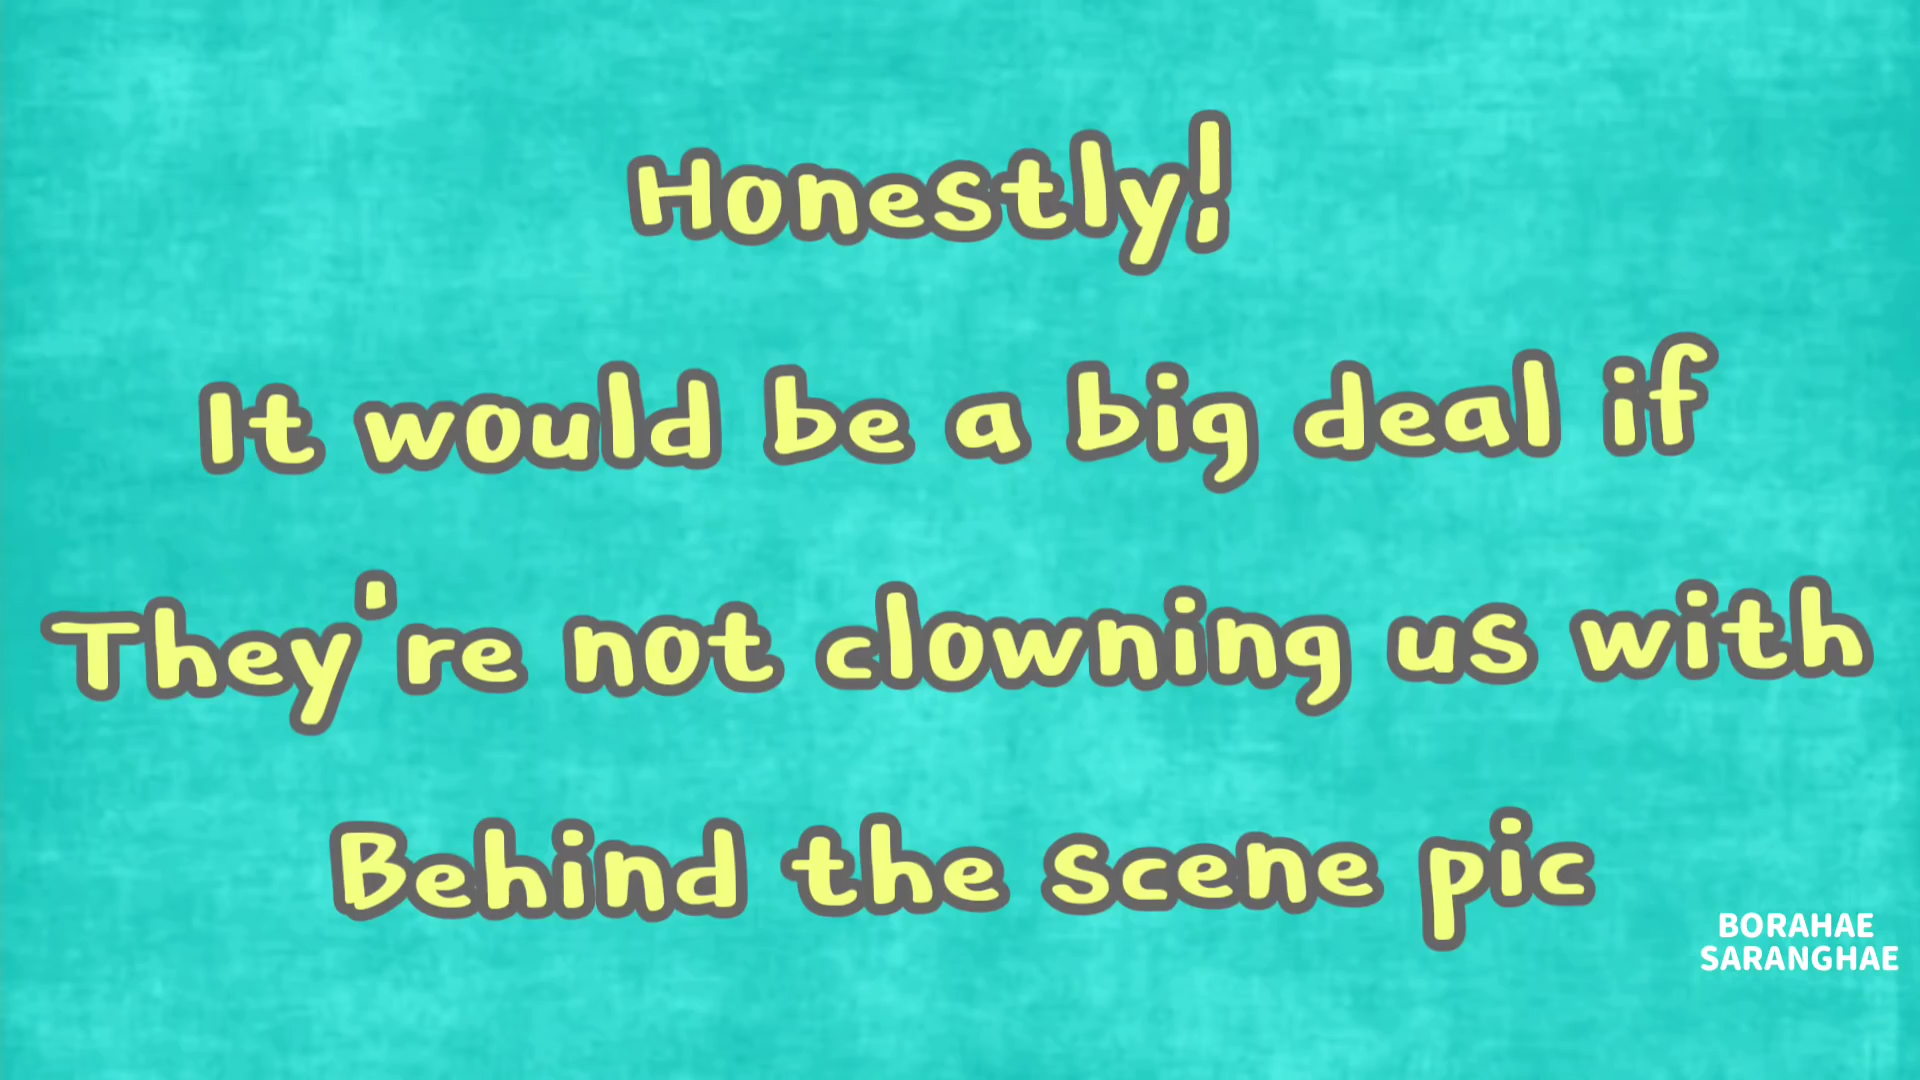 Honestly!
It would be a big deal if
They're not clowning us with
Behind the scene pic
BORAHAE
SARANGHAE